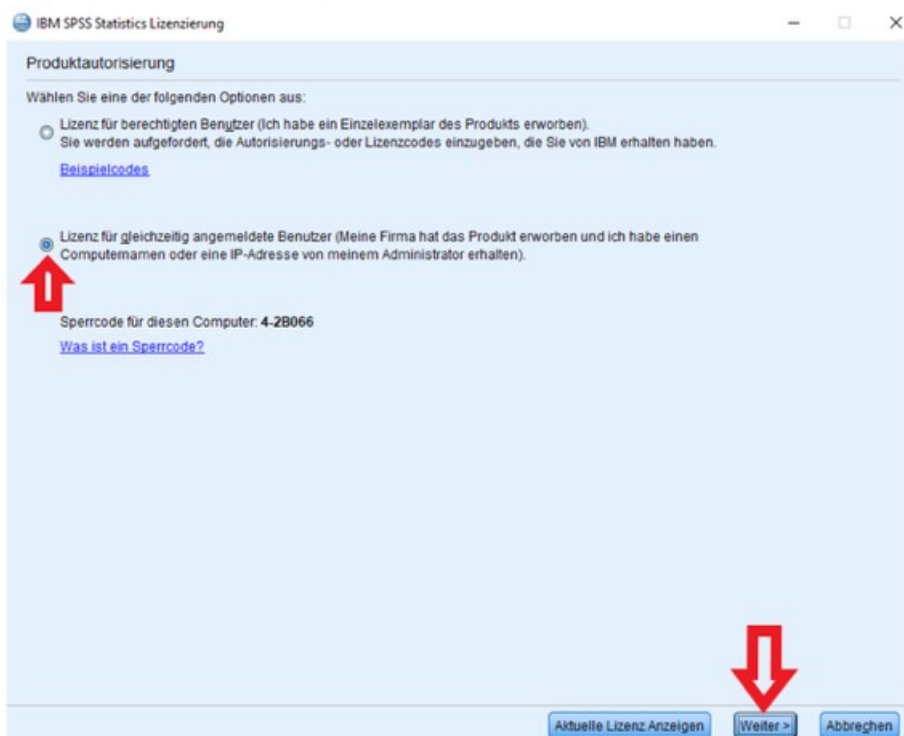 IBM SPSS Statistics Lizenzierung
Produktautorisierung
Wählen Sie eine der folgenden Optionen aus:
Lizenz für berechtigten Benutzer (Ich habe ein Einzelexemplar des Produkts erworben).
Sie werden aufgefordert, die Autorisierungs- oder Lizenzcodes einzugeben, die Sie von IBM erhalten haben.
Beispielcodes
Lizenz für gleichzeitig angemeldete Benutzer (Meine Firma hat das Produkt erworben und ich habe einen
Computernamen oder eine IP-Adresse von meinem Administrator erhalten).
Sperrcode für diesen Computer: 4-2B066
Was ist ein Sperrcode?
Aktuelle Lizenz Anzeigen Weiter > Abbrechen